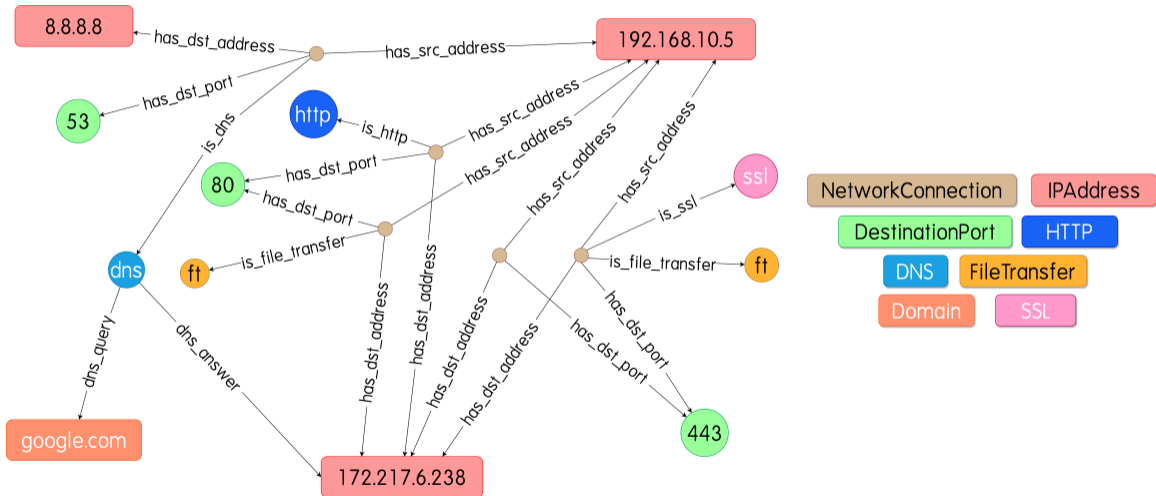 8.8.8.8
has_dst_address
has_src_address
192.168.10.5
has_dst_port
53
http
is_http
has_src_address
is_dns
has_dst_port
80
has_dst_port
has_src_address
has_src_address
has_src_address
ssl
is_ssl
is_file_transfer
ft
is_file_transfer
ft
dns
dns_query
dns_answer
has_dst_address
has_dst_address
has_dst_address
has_dst_address
has_dst_port
has_dst_port
443
google.com
172.217.6.238
NetworkConnection
IPAddress
DestinationPort
HTTP
DNS
FileTransfer
Domain
SSL